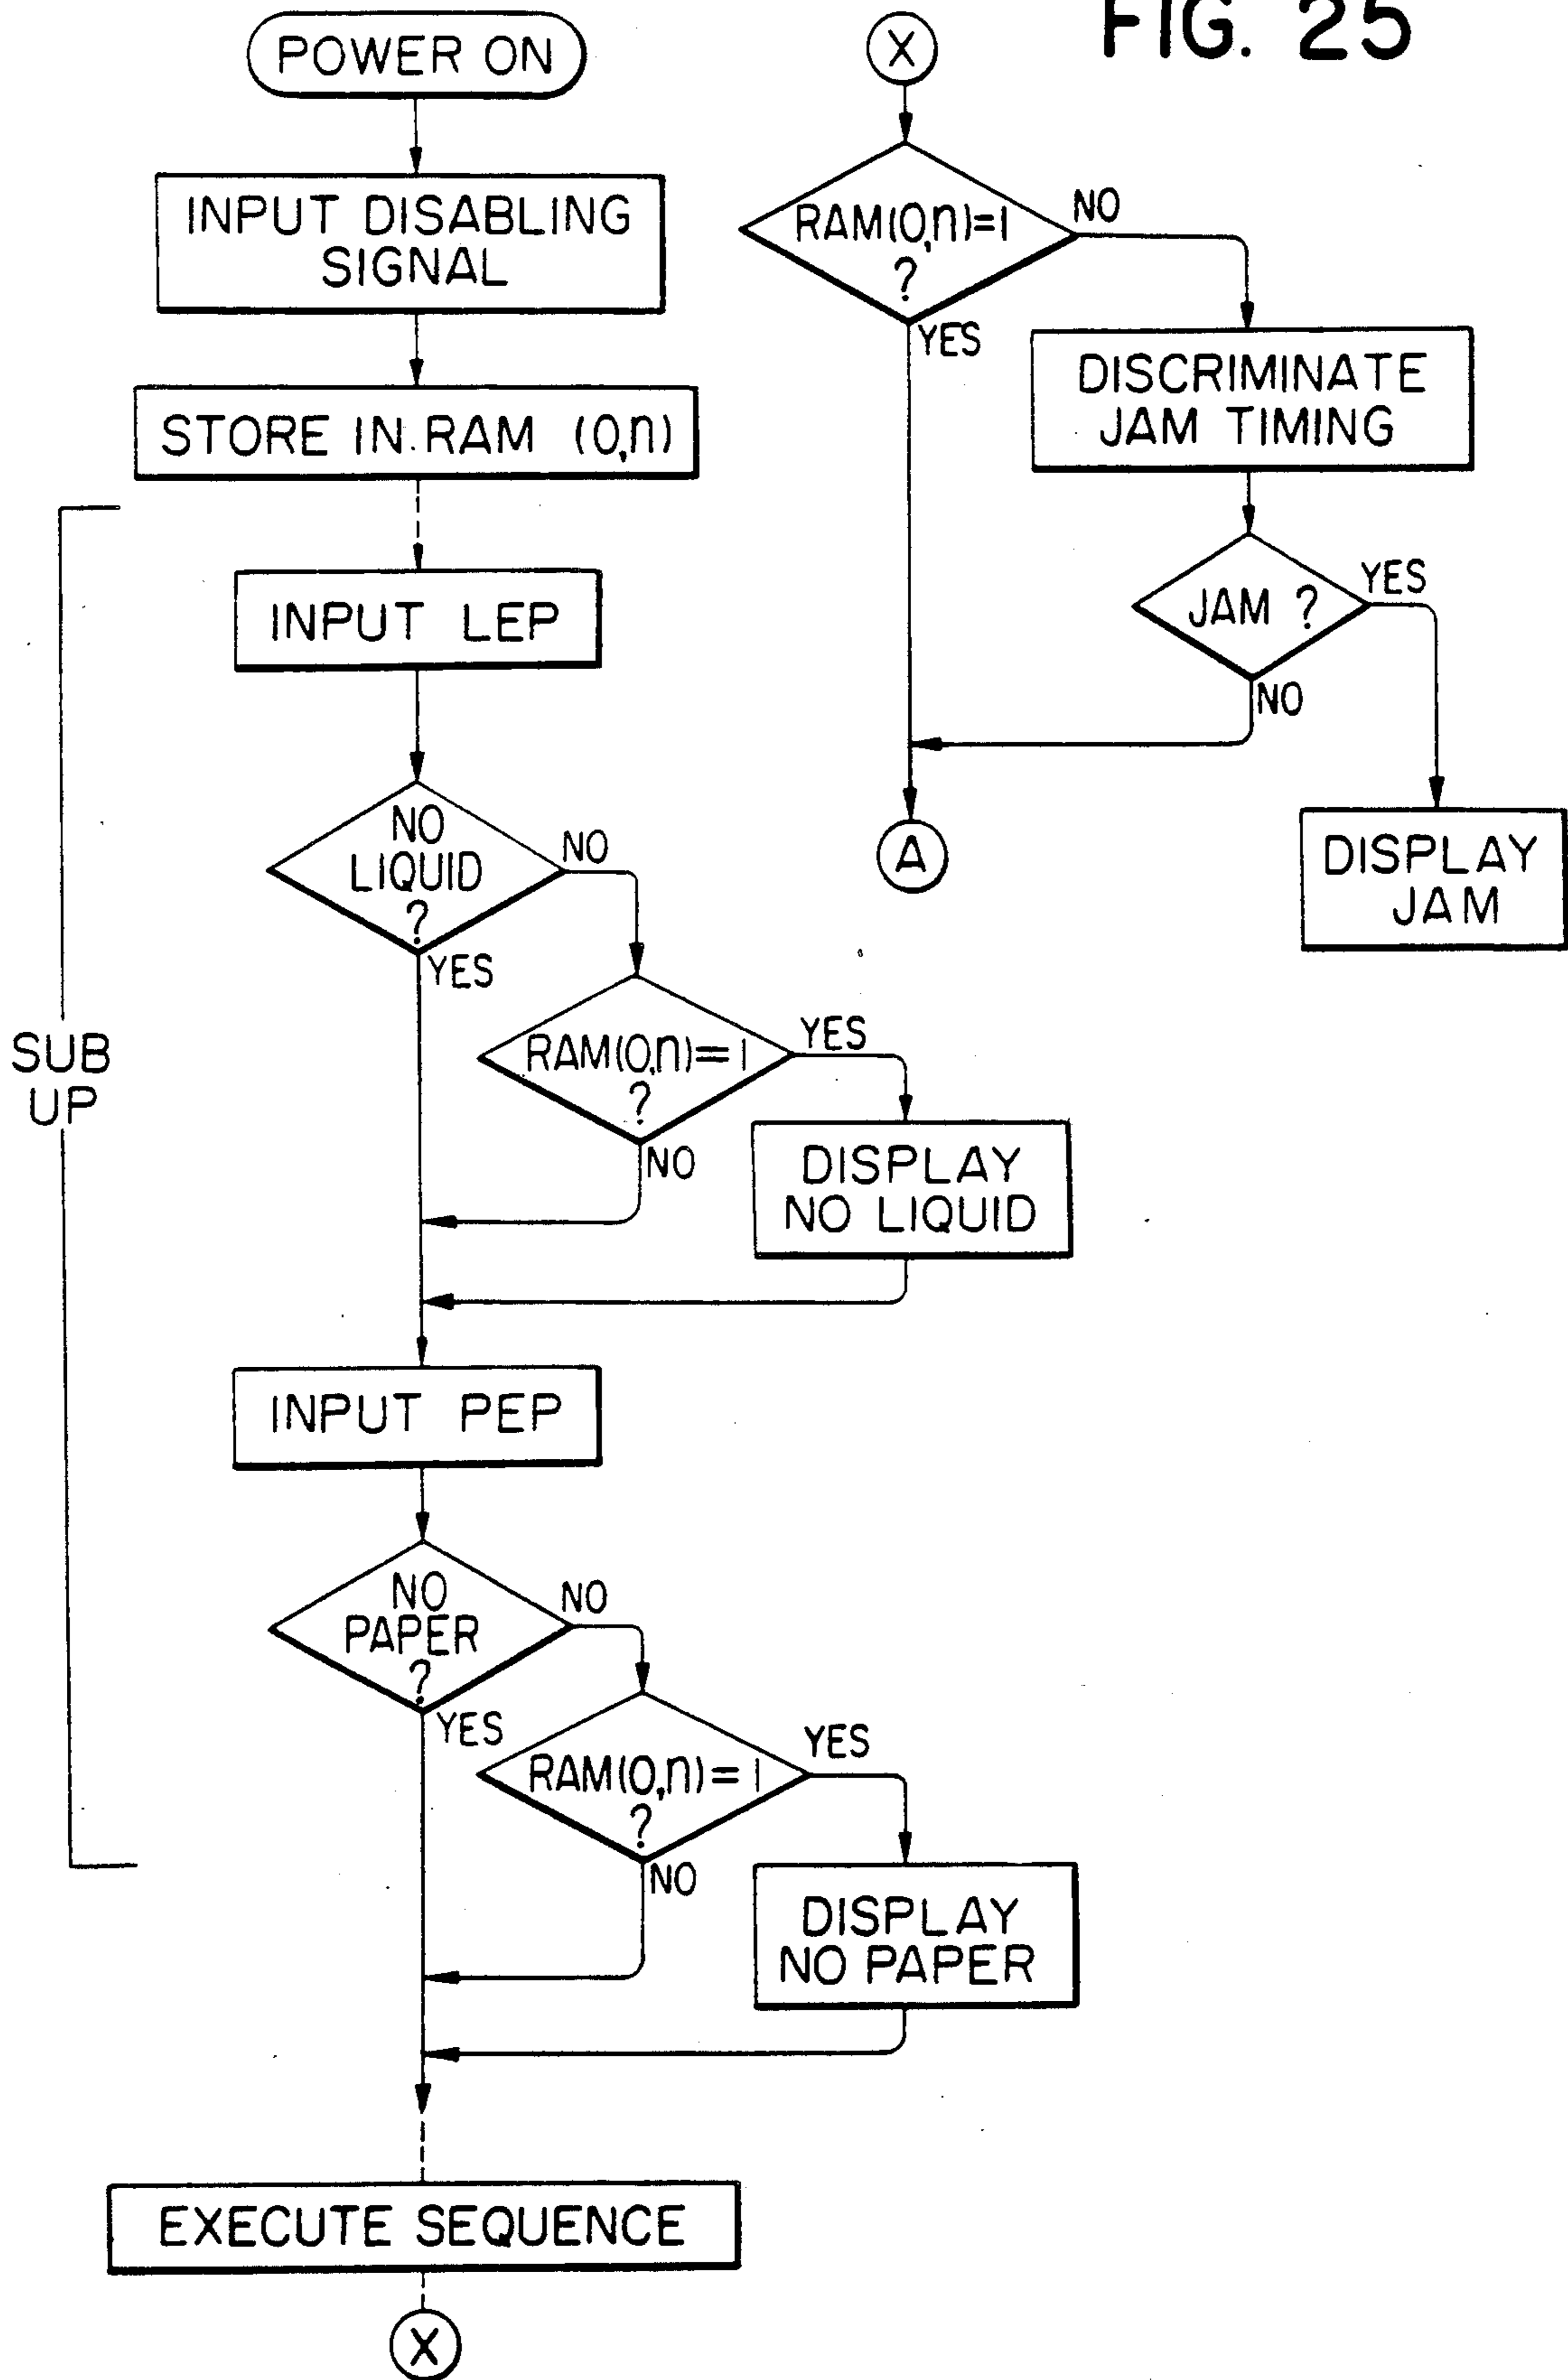 FIG. 25
POWER ON
INPUT DISABLING
SIGNAL
STORE IN RAM (0,n)
SUB
UP
INPUT LEP
NO
LIQUID
?
NO
YES
RAM(0,n)=1
?
YES
NO
DISPLAY
NO LIQUID
INPUT PEP
NO
PAPER
?
NO
YES
RAM(0,n)=1
?
YES
NO
DISPLAY
NO PAPER
EXECUTE SEQUENCE
X
X
RAM(0,n)=1
?
NO
YES
DISCRIMINATE
JAM TIMING
JAM ?
YES
NO
A
DISPLAY
JAM